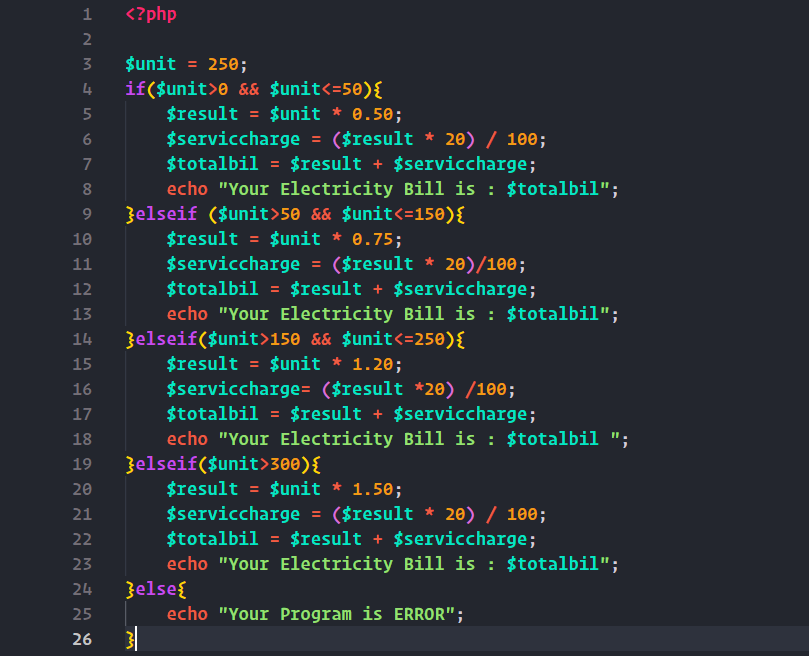 1 <?php
2
3 $unit = 250;
4 if($unit>0 && $unit<=50){
5     $result = $unit * 0.50;
6     $serviccharge = ($result * 20) / 100;
7     $totalbil = $result + $serviccharge;
8     echo "Your Electricity Bill is : $totalbil";
9 }elseif ($unit>50 && $unit<=150){
10     $result = $unit * 0.75;
11     $serviccharge = ($result * 20)/100;
12     $totalbil = $result + $serviccharge;
13     echo "Your Electricity Bill is : $totalbil";
14 }elseif($unit>150 && $unit<=250){
15     $result = $unit * 1.20;
16     $serviccharge= ($result *20) /100;
17     $totalbil = $result + $serviccharge;
18     echo "Your Electricity Bill is : $totalbil ";
19 }elseif($unit>300){
20     $result = $unit * 1.50;
21     $serviccharge = ($result * 20) / 100;
22     $totalbil = $result + $serviccharge;
23     echo "Your Electricity Bill is : $totalbil";
24 }else{
25     echo "Your Program is ERROR";
26 }